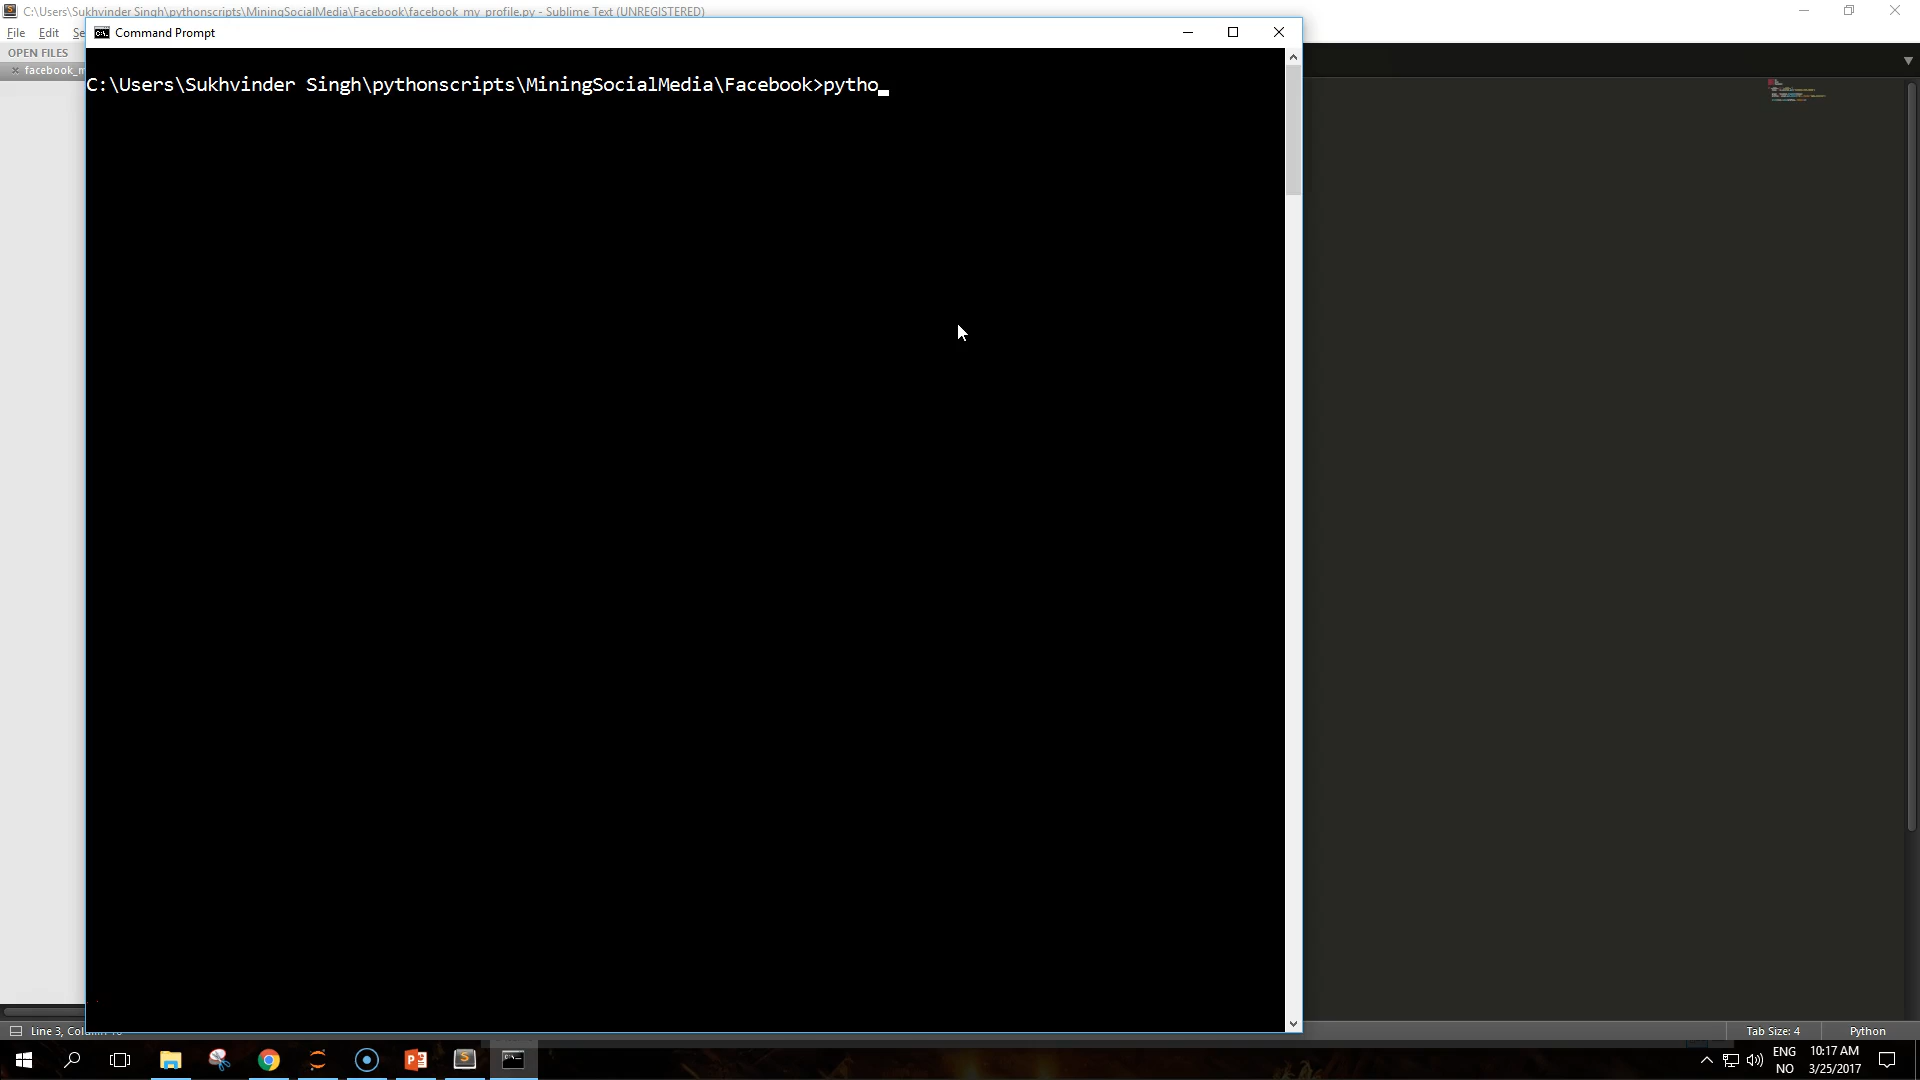 C:\Users\Sukhvinder Singh\pythonscripts\MiningSocialMedia\Facebook\facebook_my_profile.py - Sublime Text (UNREGISTERED)
File Edit Se
Command Prompt
OPEN FILES
facebook_m
C:\Users\Sukhvinder Singh\pythonscripts\MiningSocialMedia\Facebook>pytho
Line 3, Col
Tab Size: 4
Python
ENG
NO
10:17 AM
3/25/2017